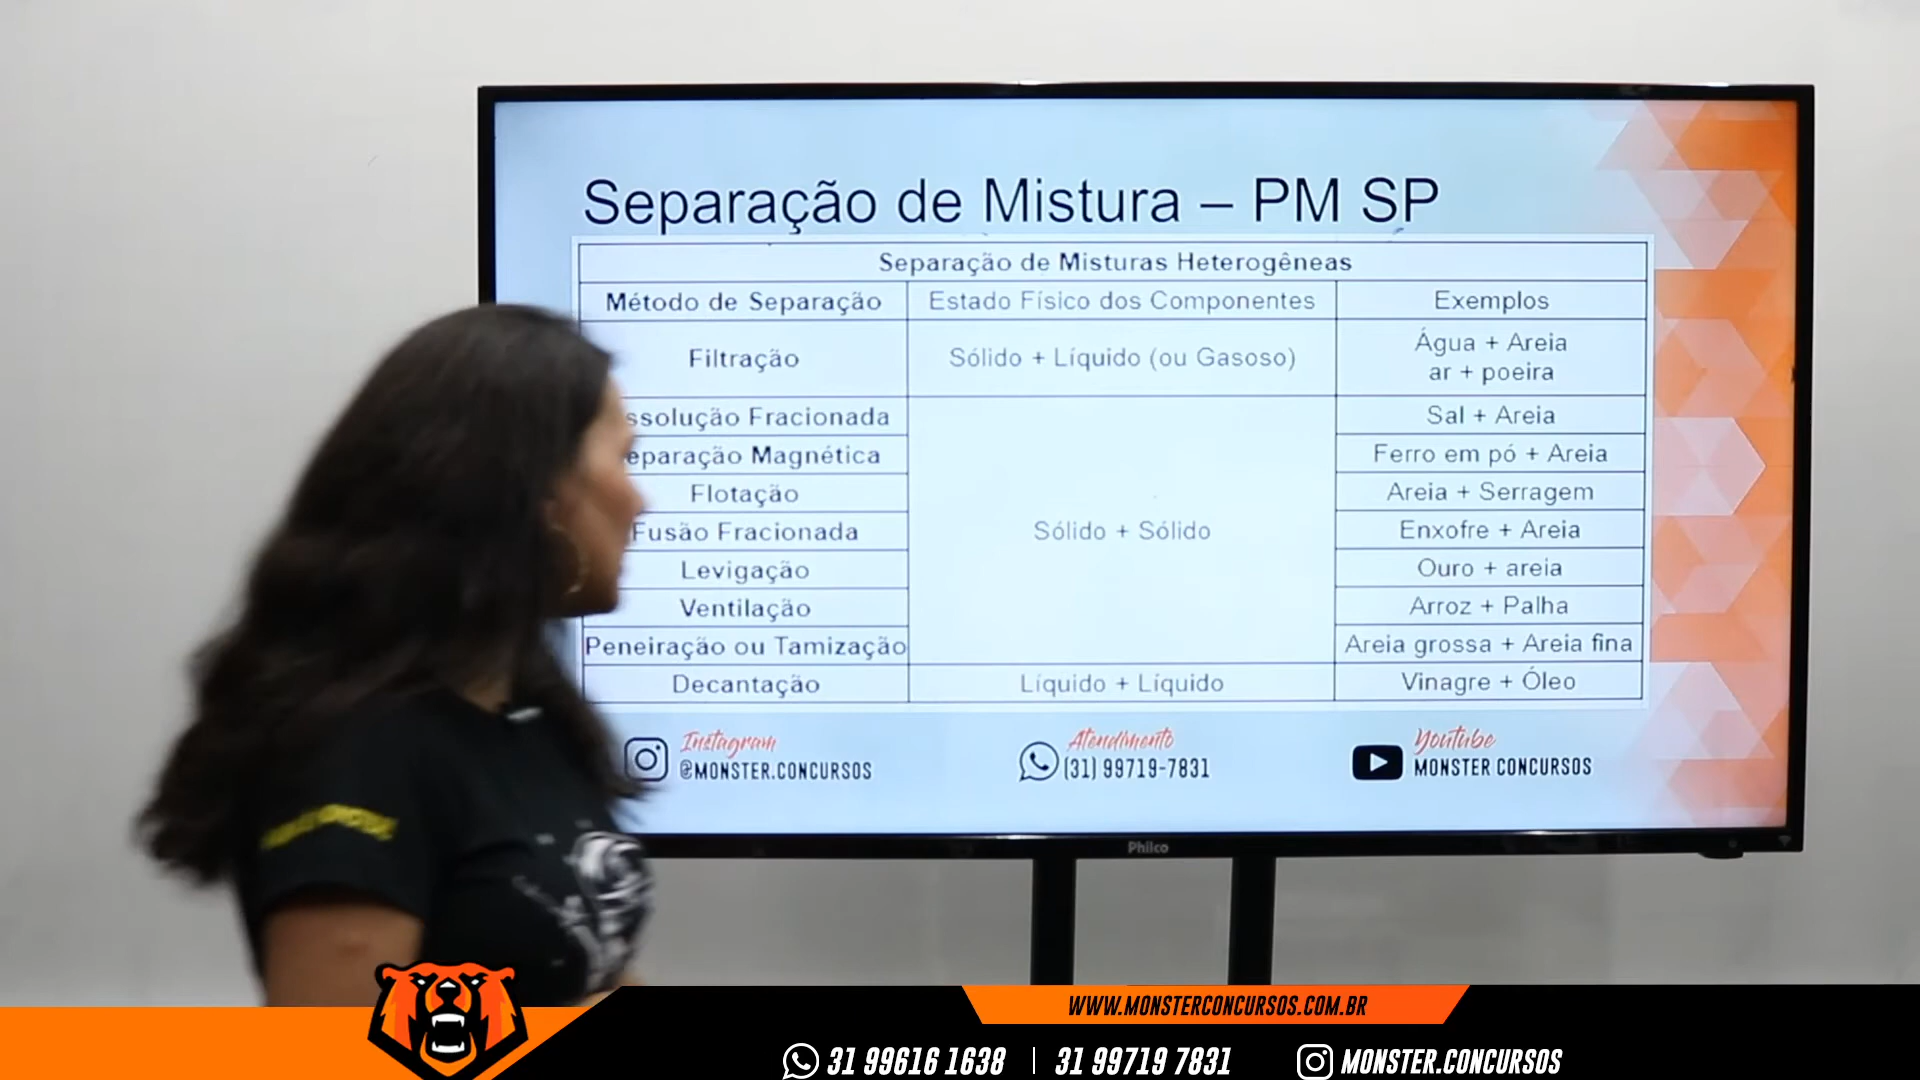 Separação de Mistura – PM SP
Separação de Misturas Heterogêneas
Método de Separação Estado Físico dos Componentes Exemplos
Filtração Sólido + Líquido (ou Gasoso) Água + Areia
ar + poeira
ssolução Fracionada Sal + Areia
eparação Magnética Ferro em pó + Areia
Flotação Areia + Serragem
Fusão Fracionada Sólido + Sólido Enxofre + Areia
Levigação Ouro + areia
Ventilação Arroz + Palha
Peneiração ou Tamização Areia grossa + Areia fina
Decantação Líquido + Líquido Vinagre + Óleo
Instagram Atendimento Youtube
@MONSTER.CONCURSOS (31) 99719-7831 MONSTER CONCURSOS
Philco
WWW.MONSTERCONCURSOS.COM.BR
31 99616 1638 | 31 99719 7831 MONSTER.CONCURSOS